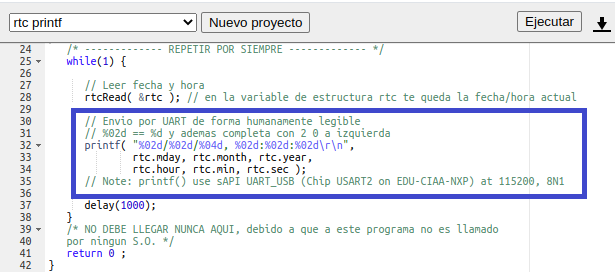 rtc printf Nuevo proyecto Ejecutar
24 /* ------------- REPETIR POR SIEMPRE ------------- */
25 while(1) {
26
27 // Leer fecha y hora
28 rtcRead( &rtc ); // en la variable de estructura rtc te queda la fecha/hora actual
29
30 // Envio por UART de forma humanamente legible
31 // %02d == %d y ademas completa con 2 0 a izquierda
32 printf( "%02d/%02d/%04d, %02d:%02d:%02d\r\n",
33 rtc.mday, rtc.month, rtc.year,
34 rtc.hour, rtc.min, rtc.sec );
35 // Note: printf() use sAPI UART_USB (Chip USART2 on EDU-CIAA-NXP) at 115200, 8N1
36
37 delay(1000);
38 }
39 /* NO DEBE LLEGAR NUNCA AQUI, debido a que a este programa no es llamado
40 por ningun S.O. */
41 return 0 ;
42 }